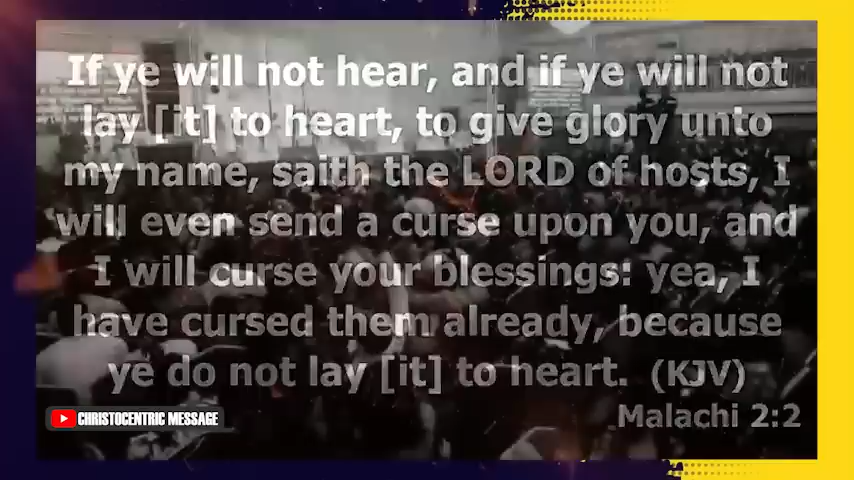 If ye will not hear, and if ye will not
lay [it] to heart, to give glory unto
my name, saith the LORD of hosts, I
will even send a curse upon you, and
I will curse your blessings: yea, I
have cursed them already, because
ye do not lay [it] to heart. (KJV)
Malachi 2:2
CHRISTOCENTRIC MESSAGE